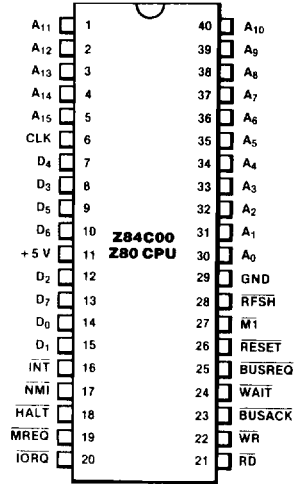 A11 1 40 A10
A12 2 39 A9
A13 3 38 A8
A14 4 37 A7
A15 5 36 A6
CLK 6 35 A5
D4 7 34 A4
D3 8 33 A3
D5 9 32 A2
D6 10 31 A1
Z84C00
Z80 CPU
+5 V 11 30 A0
D2 12 29 GND
D7 13 28 RFSH
D0 14 27 M1
D1 15 26 RESET
INT 16 25 BUSREQ
NMI 17 24 WAIT
HALT 18 23 BUSACK
MREQ 19 22 WR
IORQ 20 21 RD